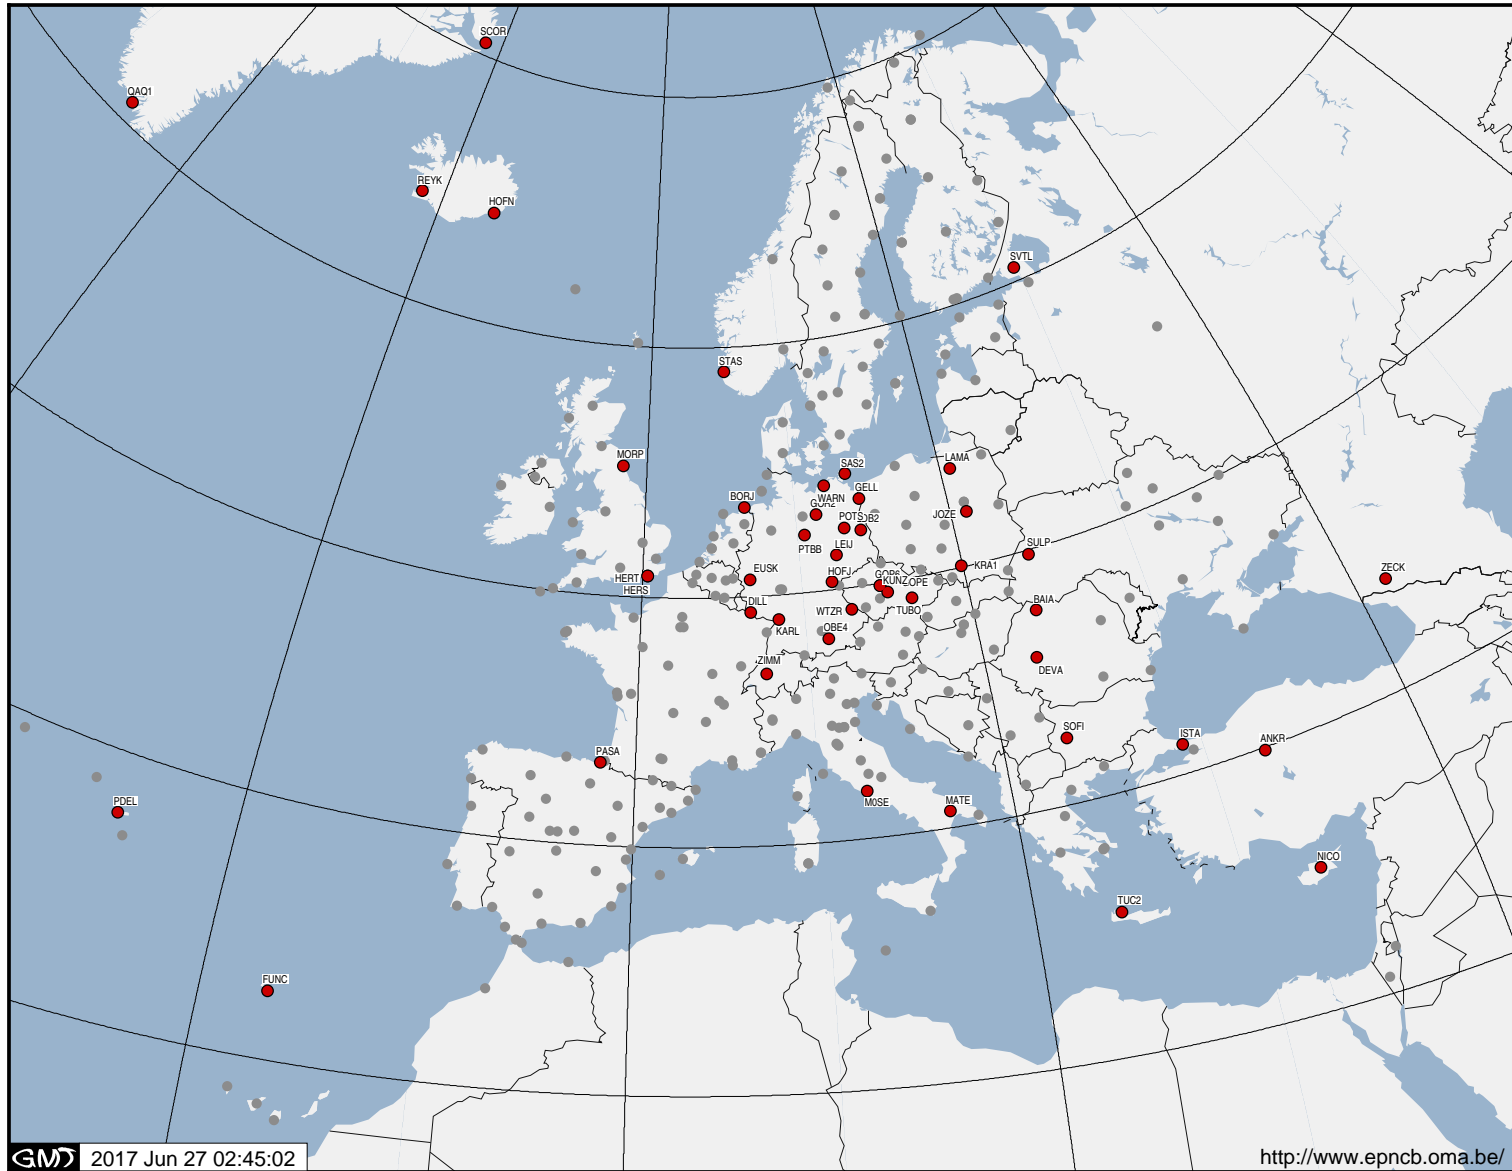 SCOR
QAQ1
REYK
HOFN
SVTL
STAS
MORP
LAMA
SAS2
BORJ
WARN
GELL
JOZE
POTS
PTBB
LEIJ
SULP
KRA1
EUSK
HOFJ
HERT
HERS
KUNZ
ZECK
DILL
WTZR
TUBO
BAIA
KARL
OBE4
ZIMM
DEVA
SOFI
ISTA
ANKR
PASA
PDEL
M0SE
MATE
NICO
TUC2
FUNC
GMT 2017 Jun 27 02:45:02
http://www.epncb.oma.be/